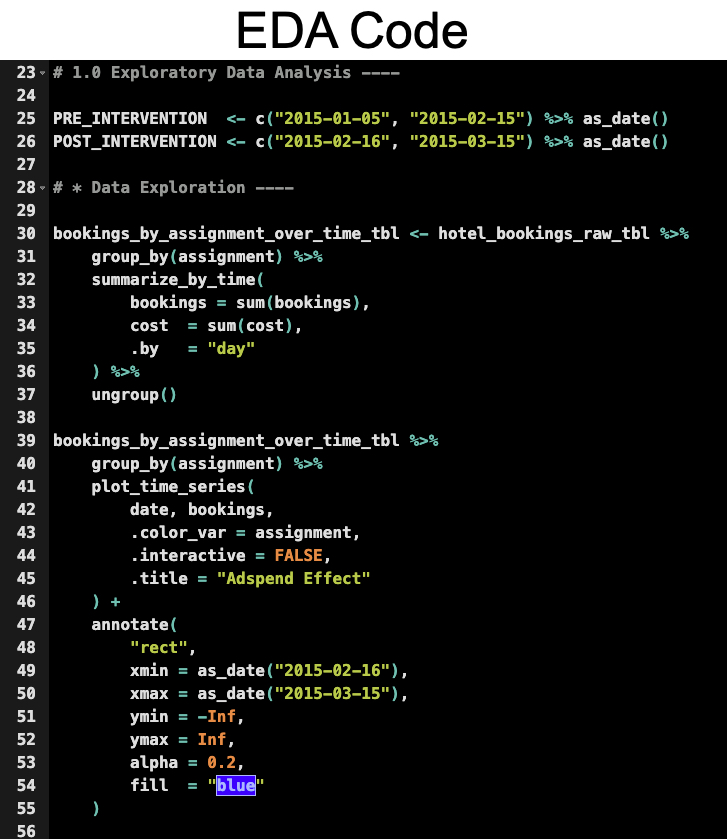 EDA Code
23 # 1.0 Exploratory Data Analysis ----
24
25 PRE_INTERVENTION  <- c("2015-01-05", "2015-02-15") %>% as_date()
26 POST_INTERVENTION <- c("2015-02-16", "2015-03-15") %>% as_date()
27
28 # * Data Exploration ----
29
30 bookings_by_assignment_over_time_tbl <- hotel_bookings_raw_tbl %>%
31     group_by(assignment) %>%
32     summarize_by_time(
33         bookings = sum(bookings),
34         cost  = sum(cost),
35         .by   = "day"
36     ) %>%
37     ungroup()
38
39 bookings_by_assignment_over_time_tbl %>%
40     group_by(assignment) %>%
41     plot_time_series(
42         date, bookings,
43         .color_var = assignment,
44         .interactive = FALSE,
45         .title = "Adspend Effect"
46     ) +
47     annotate(
48         "rect",
49         xmin = as_date("2015-02-16"),
50         xmax = as_date("2015-03-15"),
51         ymin = -Inf,
52         ymax = Inf,
53         alpha = 0.2,
54         fill  = "blue"
55     )
56